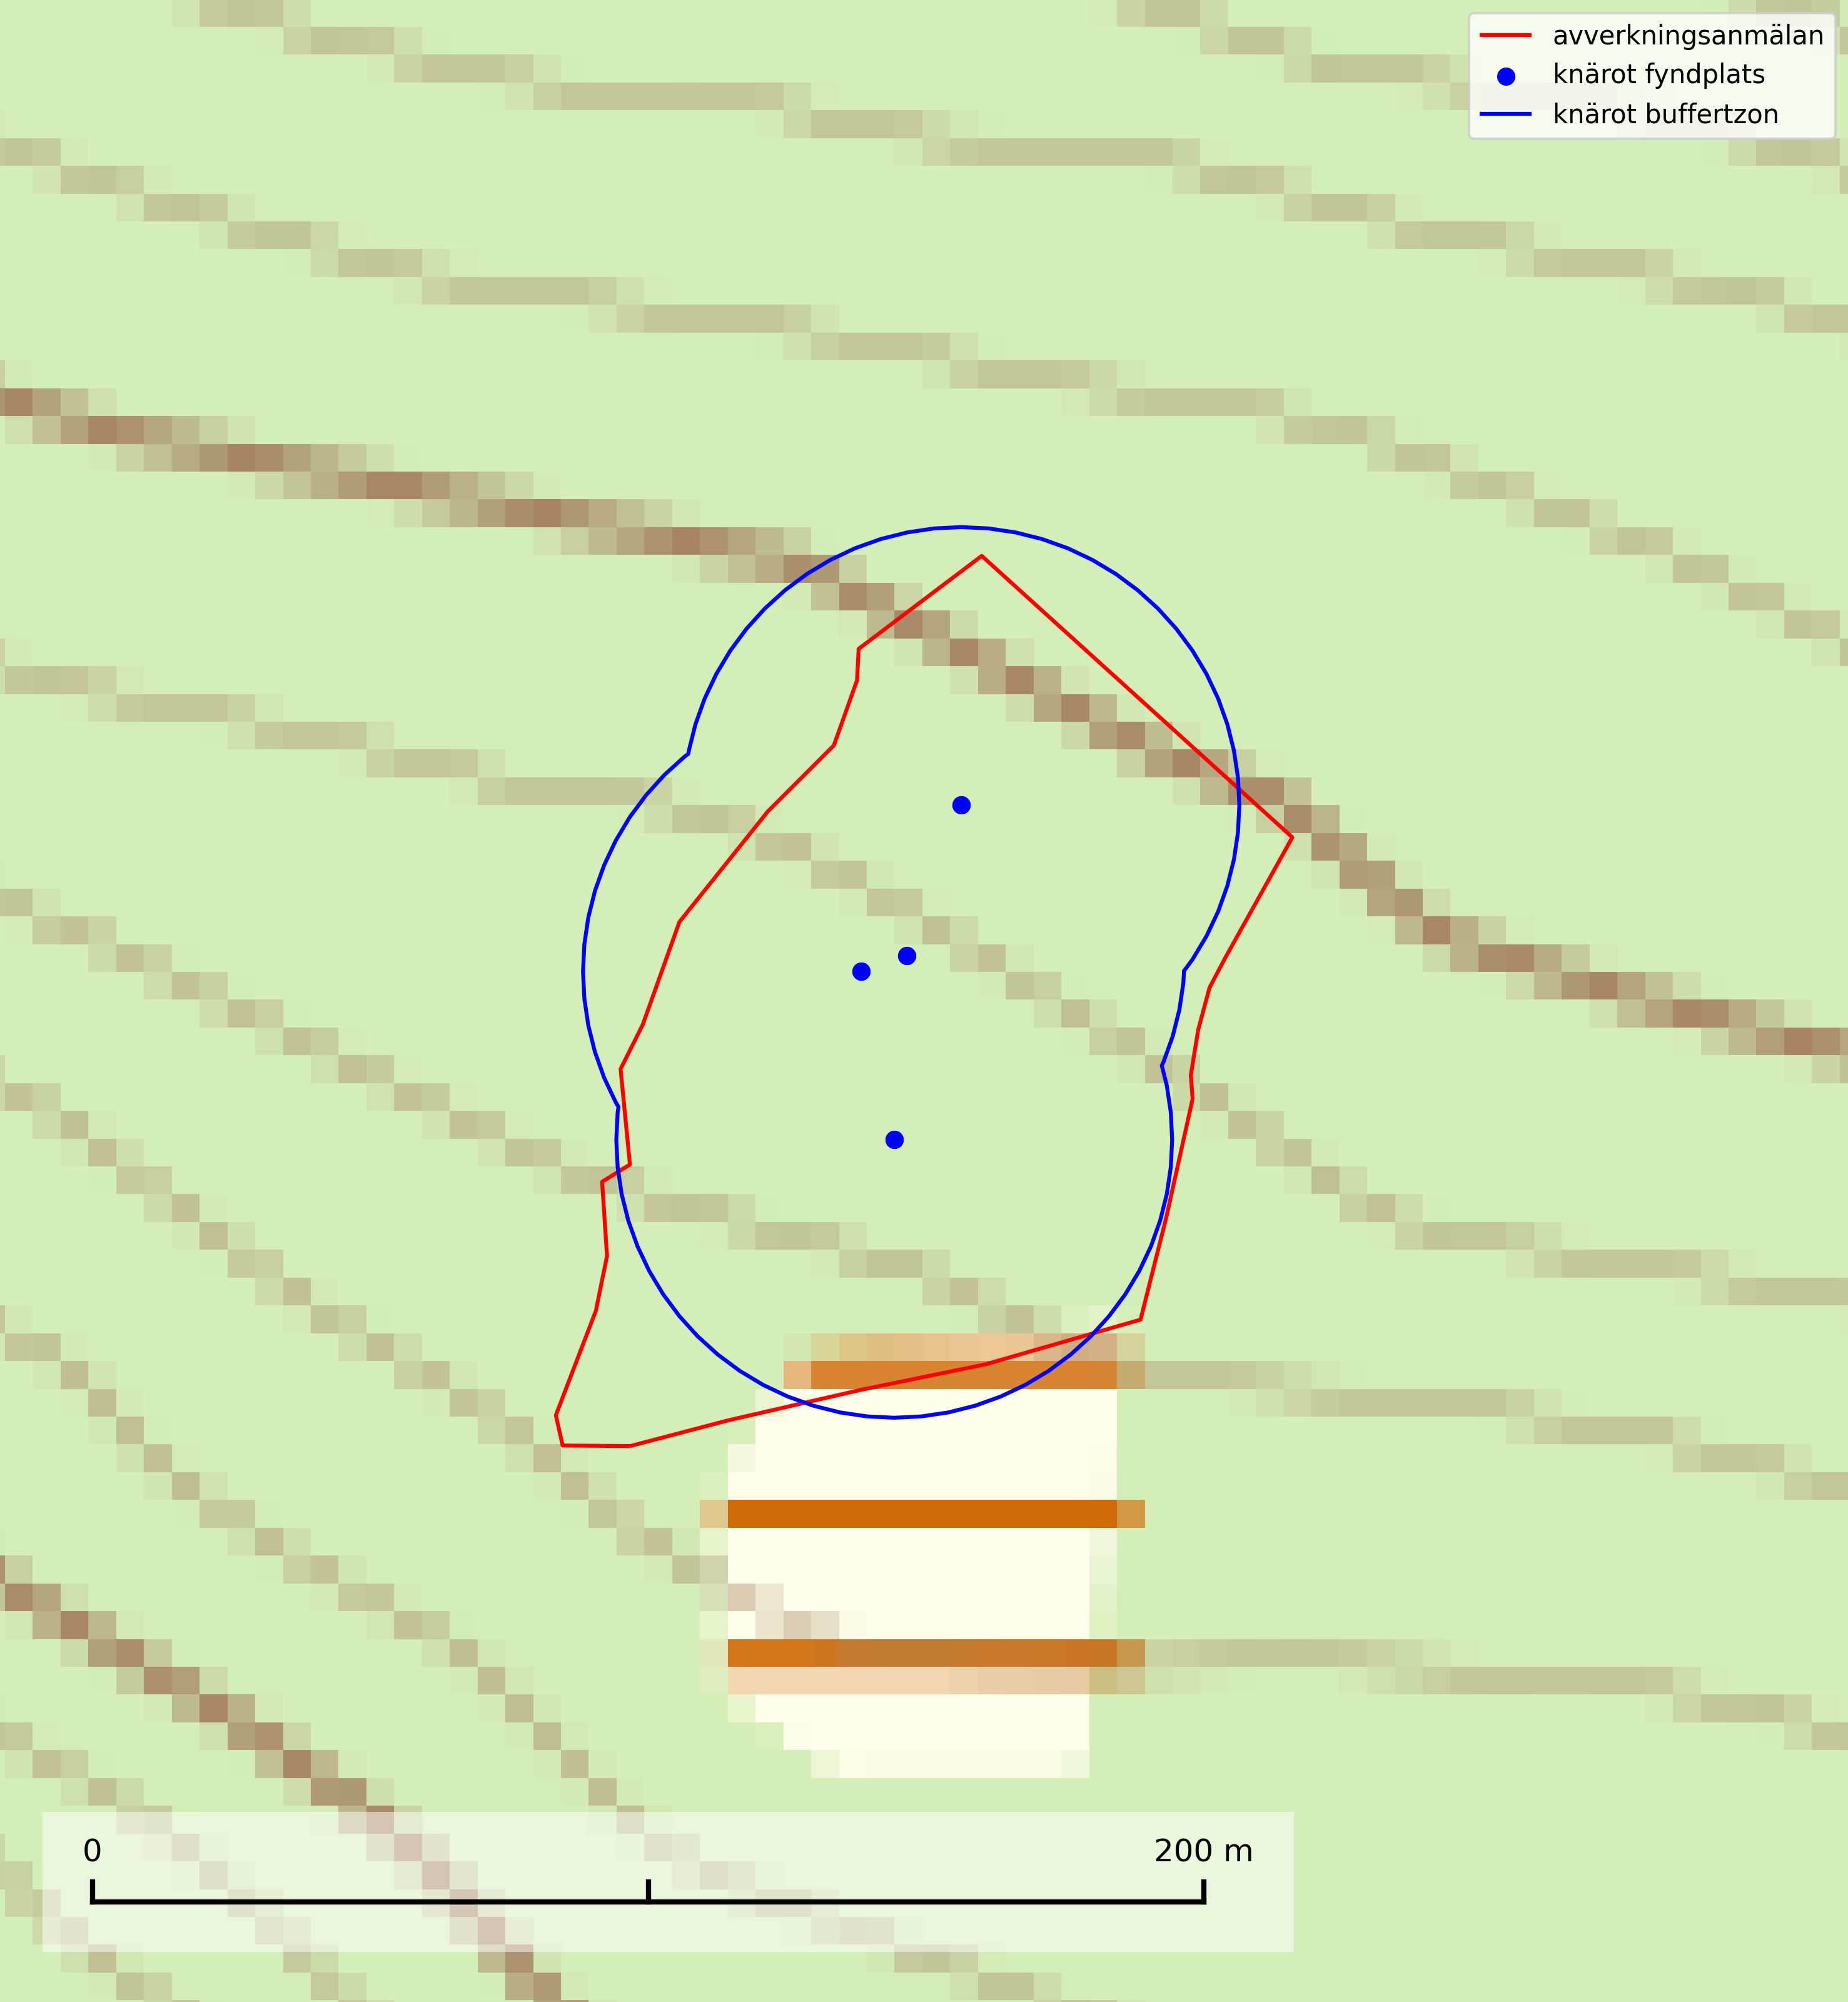 avverkningsanmälan
knärot fyndplats
knärot buffertzon
0
200 m